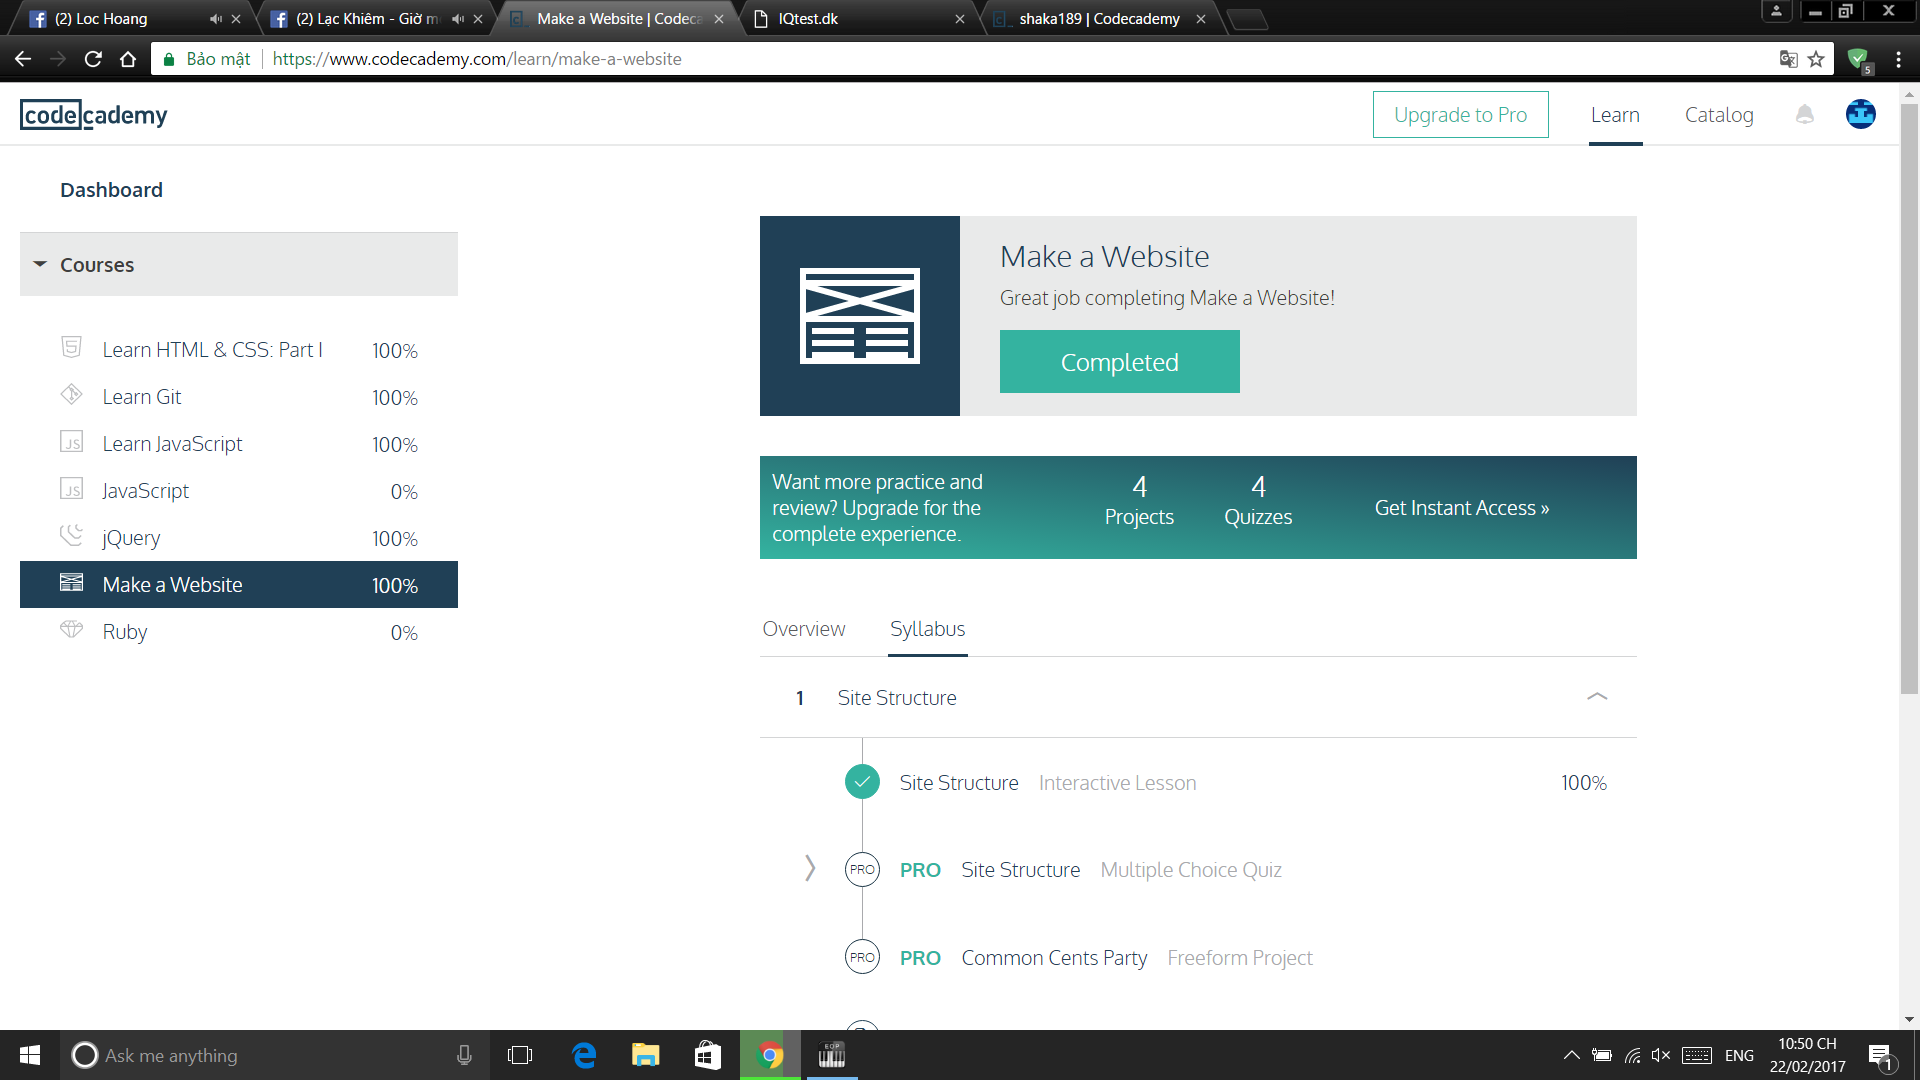 (2) Loc Hoang
(2) Lạc Khiêm - Giờ m
Make a Website | Codeca
IQtest.dk
shaka189 | Codecademy
Bảo mật
https://www.codecademy.com/learn/make-a-website
5
codecademy
Upgrade to Pro
Learn
Catalog
Dashboard
Courses
Learn HTML & CSS: Part I 100%
Learn Git 100%
JS Learn JavaScript 100%
JS JavaScript 0%
jQuery 100%
Make a Website 100%
Ruby 0%
Make a Website
Great job completing Make a Website!
Completed
Want more practice and
review? Upgrade for the
complete experience.
4
Projects
4
Quizzes
Get Instant Access »
Overview
Syllabus
1 Site Structure
Site Structure Interactive Lesson 100%
PRO PRO Site Structure Multiple Choice Quiz
PRO PRO Common Cents Party Freeform Project
Ask me anything
EOP
ENG
10:50 CH
22/02/2017
1